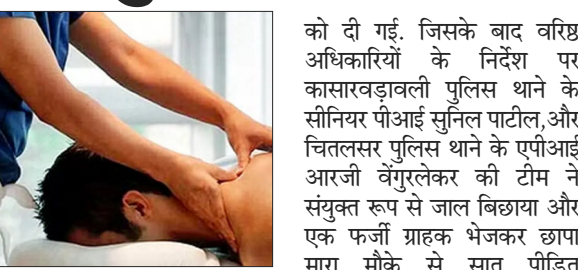 को दी गई. जिसके बाद वरिष्ठ
अधिकारियों के निर्देश पर
कासारवड़ावली पुलिस थाने के
सीनियर पीआई सुनिल पाटील,और
चितलसर पुलिस थाने के एपीआई
आरजी वेंगुरलेकर की टीम ने
संयुक्त रूप से जाल बिछाया और
एक फर्जी ग्राहक भेजकर छापा
मारा मौके से सात पीड़ित